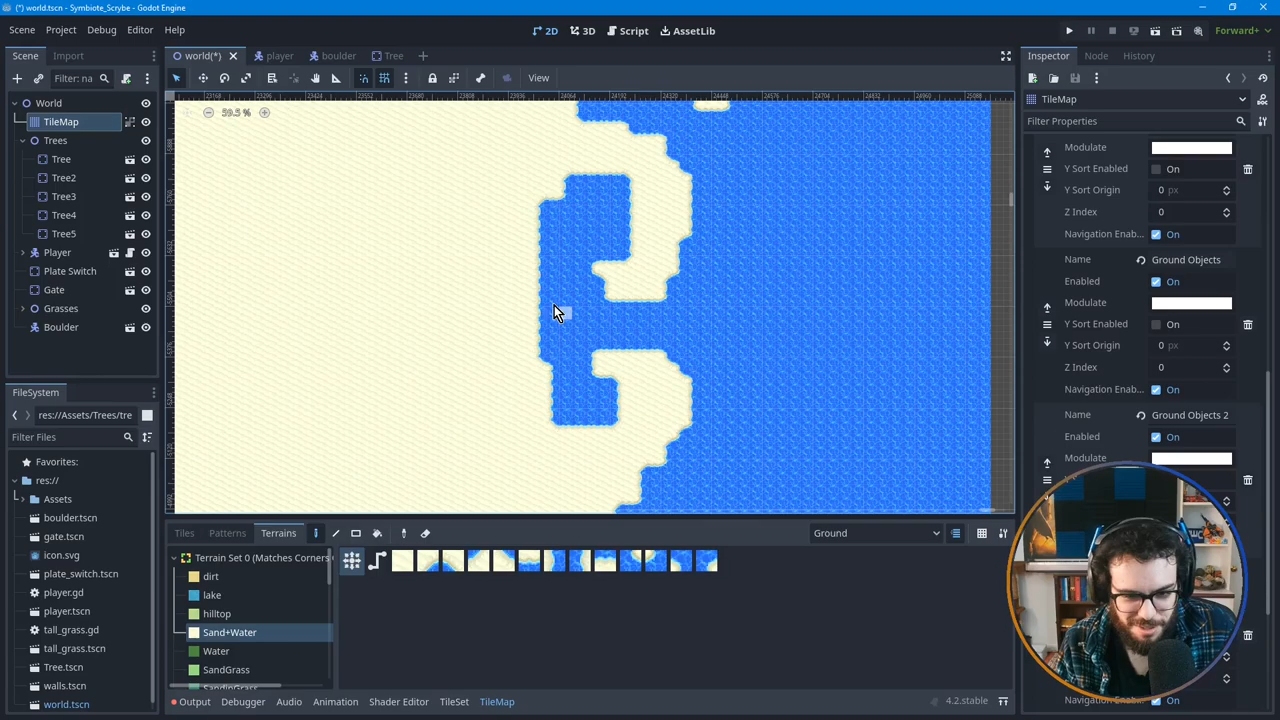 (*) world.tscn - Symbiote_Scrybe - Godot Engine
Scene Project Debug Editor Help
2D 3D Script AssetLib
Forward+
Scene Import
world(*) player boulder Tree
Inspector Node History
Filter: na
View
World
TileMap
Trees
Tree
Tree2
Tree3
Tree4
Tree5
Player
Plate Switch
Gate
Grasses
Boulder
59.5 %
TileMap
Filter Properties
Modulate
Y Sort Enabled On
Y Sort Origin 0 px
Z Index 0
Navigation Enab... On
Name Ground Objects
Enabled On
Modulate
Y Sort Enabled On
Y Sort Origin 0 px
Z Index 0
Navigation Enab... On
Name Ground Objects 2
Enabled On
Modulate
Navigation Enab... On
FileSystem
res://Assets/Trees/tre
Filter Files
Favorites:
res://
Assets
boulder.tscn
gate.tscn
icon.svg
plate_switch.tscn
player.gd
player.tscn
tall_grass.gd
tall_grass.tscn
Tree.tscn
walls.tscn
world.tscn
Tiles Patterns Terrains
Ground
Terrain Set 0 (Matches Corners
dirt
lake
hilltop
Sand+Water
Water
SandGrass
Output Debugger Audio Animation Shader Editor TileSet TileMap
4.2.stable